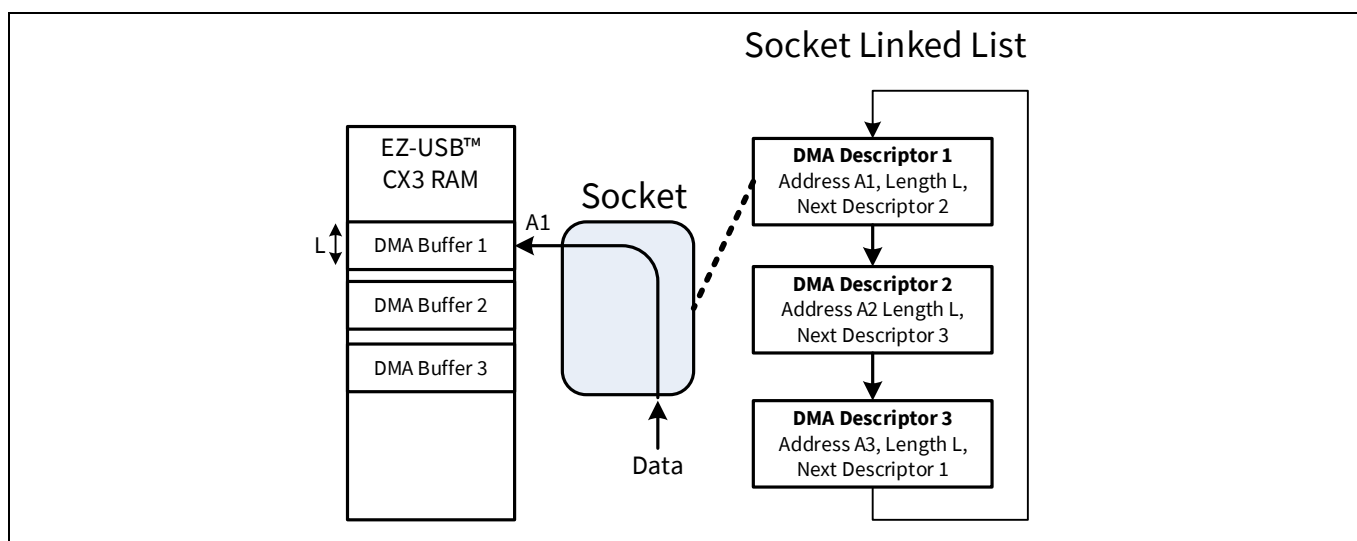 Socket Linked List
EZ-USB™
CX3 RAM
L
DMA Buffer 1
DMA Buffer 2
DMA Buffer 3
A1
Socket
Data
DMA Descriptor 1
Address A1, Length L,
Next Descriptor 2
DMA Descriptor 2
Address A2 Length L,
Next Descriptor 3
DMA Descriptor 3
Address A3, Length L,
Next Descriptor 1